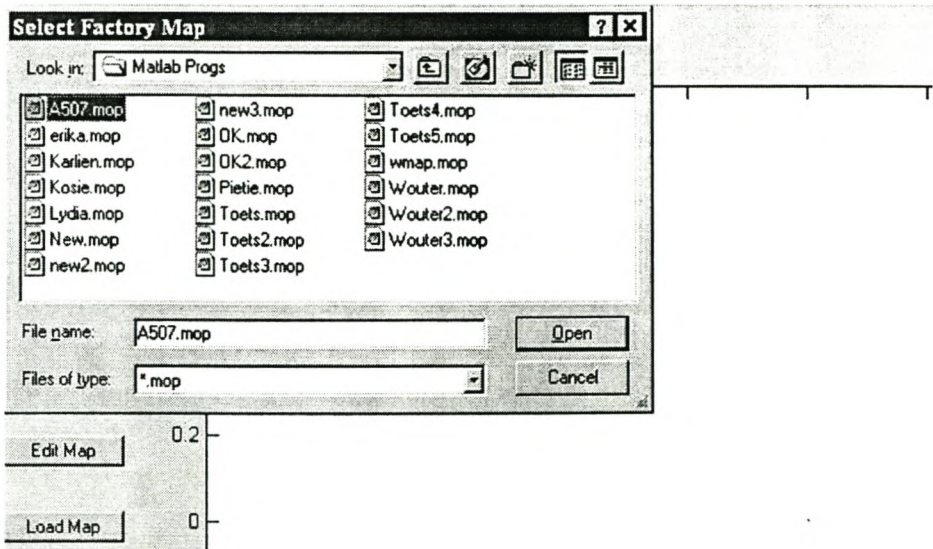 Select Factory Map
Look in: Matlab Progs
A507.mop
erika.mop
Karlien.mop
Kosie.mop
Lydia.mop
New.mop
new2.mop
new3.mop
OK.mop
OK2.mop
Pietie.mop
Toets.mop
Toets2.mop
Toets3.mop
Toets4.mop
Toets5.mop
wmap.mop
Wouter.mop
Wouter2.mop
Wouter3.mop
File name: A507.mop Open
Files of type: *.mop Cancel
Edit Map 0.2
Load Map 0